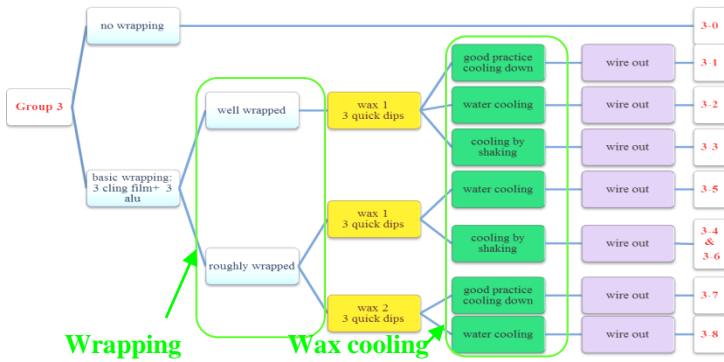 no wrapping
3-0
good practice
cooling down
wire out
3-1
Group 3
well wrapped
wax 1
3 quick dips
water cooling
wire out
3-2
cooling by
shaking
wire out
3-3
basic wrapping:
3 cling film+ 3
alu
water cooling
wire out
3-5
wax 1
3 quick dips
cooling by
shaking
wire out
3-4
&
3-6
roughly wrapped
good practice
cooling down
wire out
3-7
wax 2
3 quick dips
water cooling
wire out
3-8
Wrapping
Wax cooling